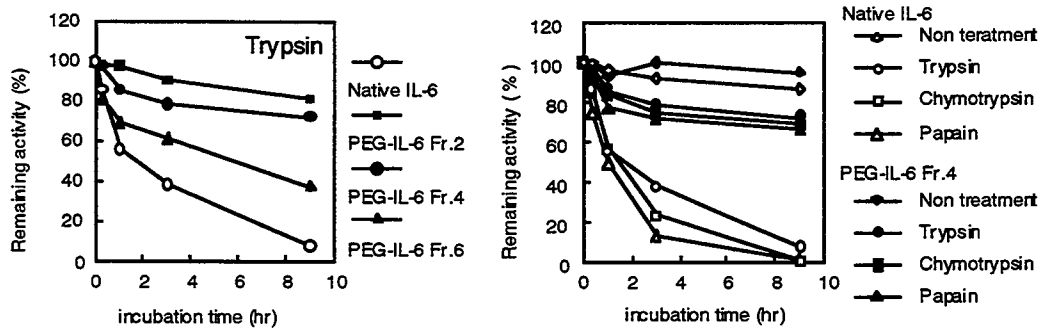 Trypsin
Remaining activity (%)
120
100
80
60
40
20
0
0 2 4 6 8 10
incubation time (hr)
Native IL-6
PEG-IL-6 Fr.2
PEG-IL-6 Fr.4
PEG-IL-6 Fr.6
Remaining activity (%)
120
100
80
60
40
20
0
0 2 4 6 8 10
incubation time (hr)
Native IL-6
Non teratment
Trypsin
Chymotrypsin
Papain
PEG-IL-6 Fr.4
Non treatment
Trypsin
Chymotrypsin
Papain